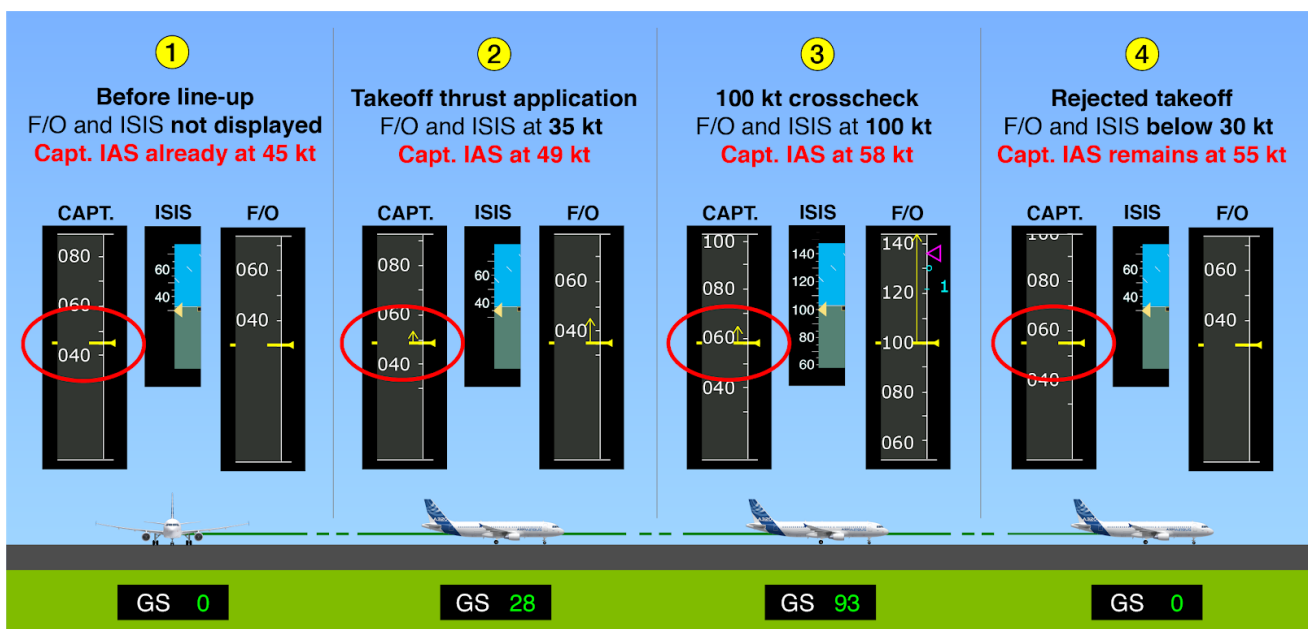 1
Before line-up
F/O and ISIS not displayed
Capt. IAS already at 45 kt
CAPT. ISIS F/O
080
060
040
60
40
060
040
GS 0
2
Takeoff thrust application
F/O and ISIS at 35 kt
Capt. IAS at 49 kt
CAPT. ISIS F/O
080
060
040
60
40
060
040
GS 28
3
100 kt crosscheck
F/O and ISIS at 100 kt
Capt. IAS at 58 kt
CAPT. ISIS F/O
100
080
060
040
140
120
100
80
60
140
120
100
080
060
1
GS 93
4
Rejected takeoff
F/O and ISIS below 30 kt
Capt. IAS remains at 55 kt
CAPT. ISIS F/O
100
080
060
040
60
40
060
040
GS 0